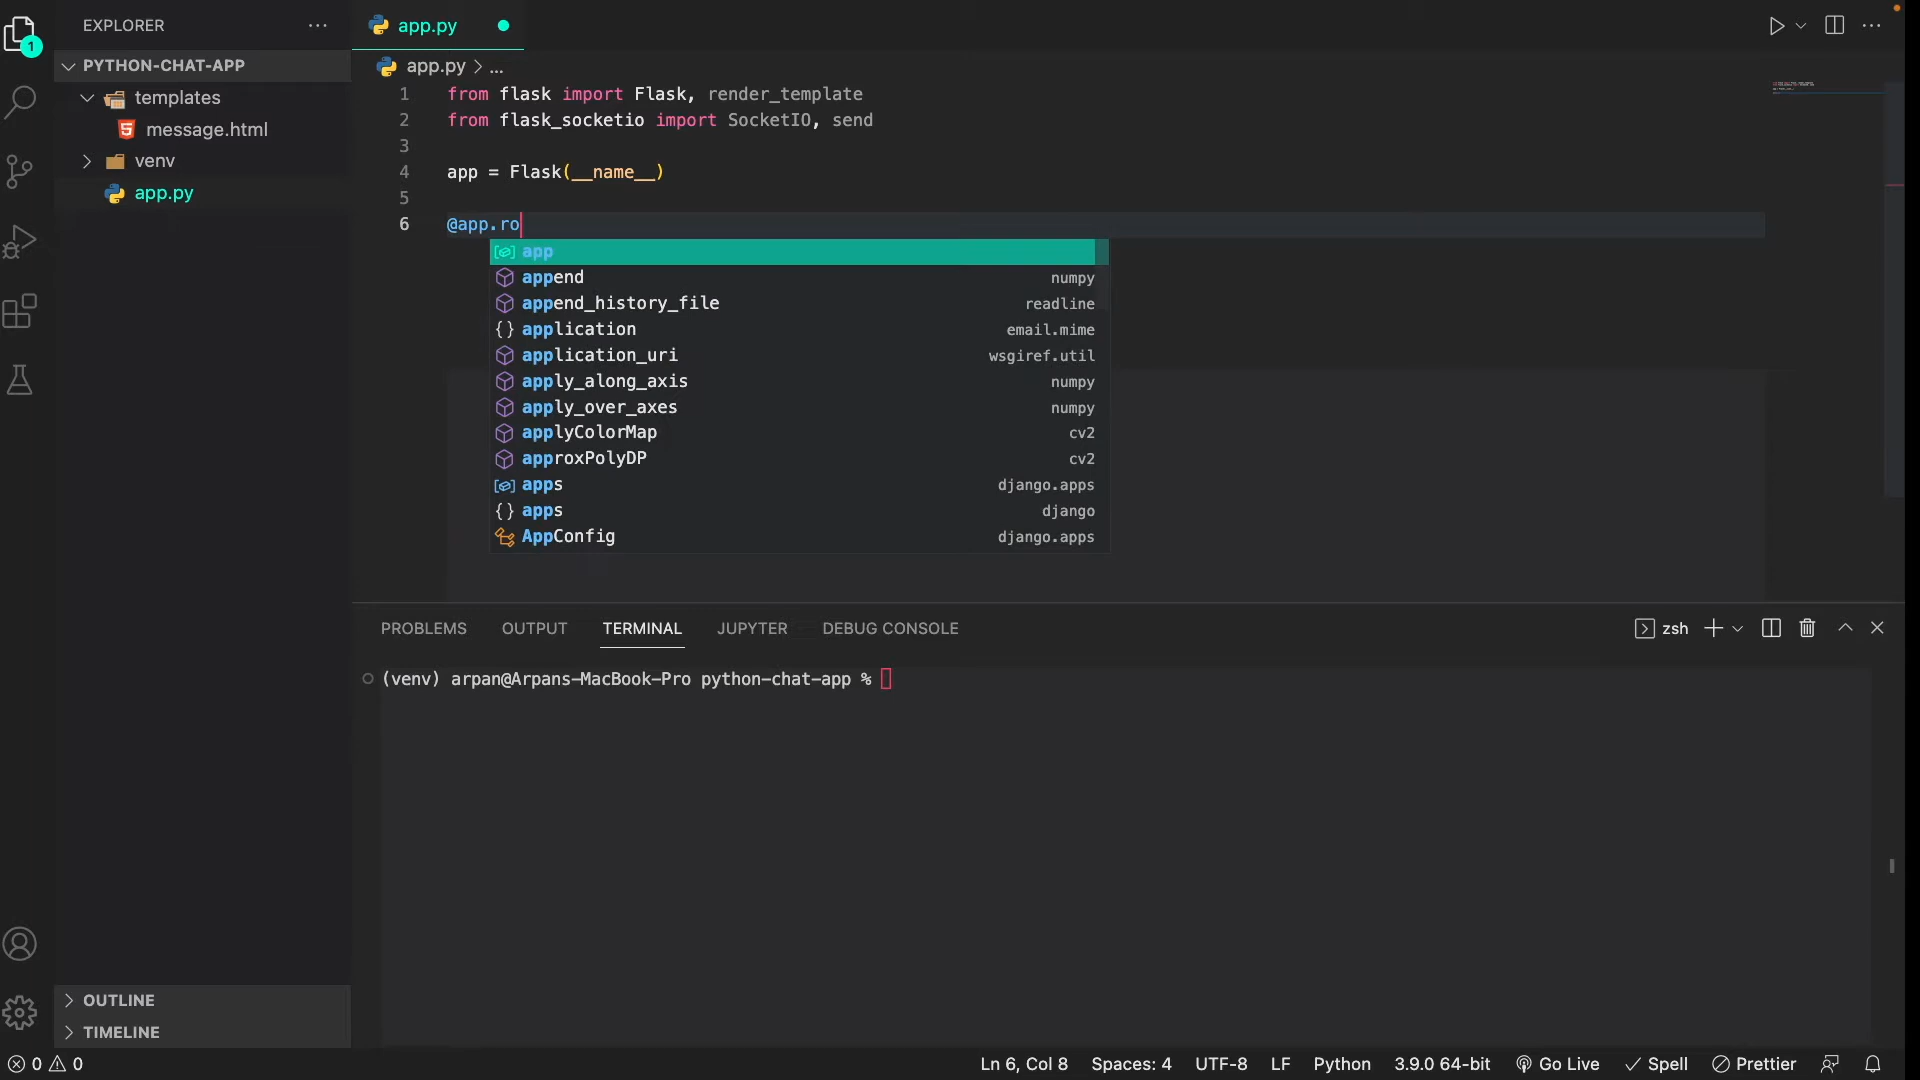 EXPLORER
1
PYTHON-CHAT-APP
templates
message.html
venv
app.py
OUTLINE
TIMELINE
app.py
app.py > ...
1 from flask import Flask, render_template
2 from flask_socketio import SocketIO, send
3
4 app = Flask(__name__)
5
6 @app.ro
app
append numpy
append_history_file readline
application email.mime
application_uri wsgiref.util
apply_along_axis numpy
apply_over_axes numpy
applyColorMap cv2
approxPolyDP cv2
apps django.apps
apps django
AppConfig django.apps
PROBLEMS OUTPUT TERMINAL JUPYTER DEBUG CONSOLE
zsh
(venv) arpan@Arpans-MacBook-Pro python-chat-app %
0 0 Ln 6, Col 8 Spaces: 4 UTF-8 LF Python 3.9.0 64-bit Go Live Spell Prettier